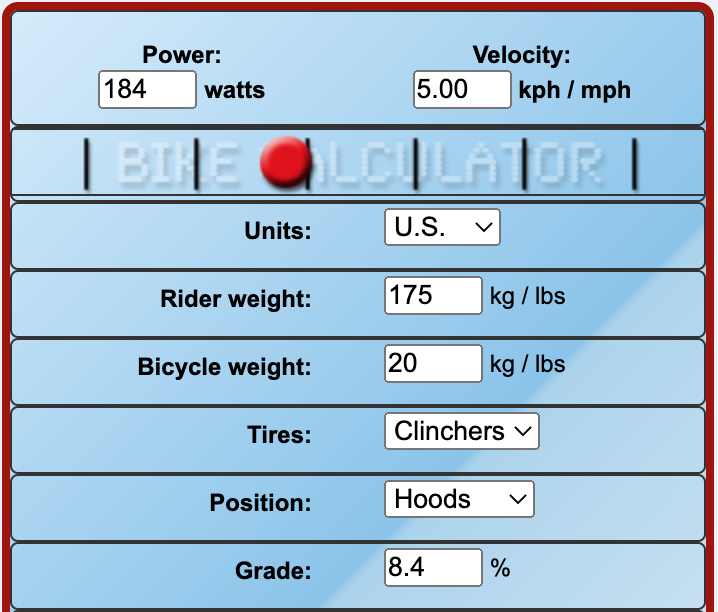 Power: Velocity:
184 watts 5.00 kph / mph
BIKE CALCULATOR
Units: U.S.
Rider weight: 175 kg / lbs
Bicycle weight: 20 kg / lbs
Tires: Clinchers
Position: Hoods
Grade: 8.4 %